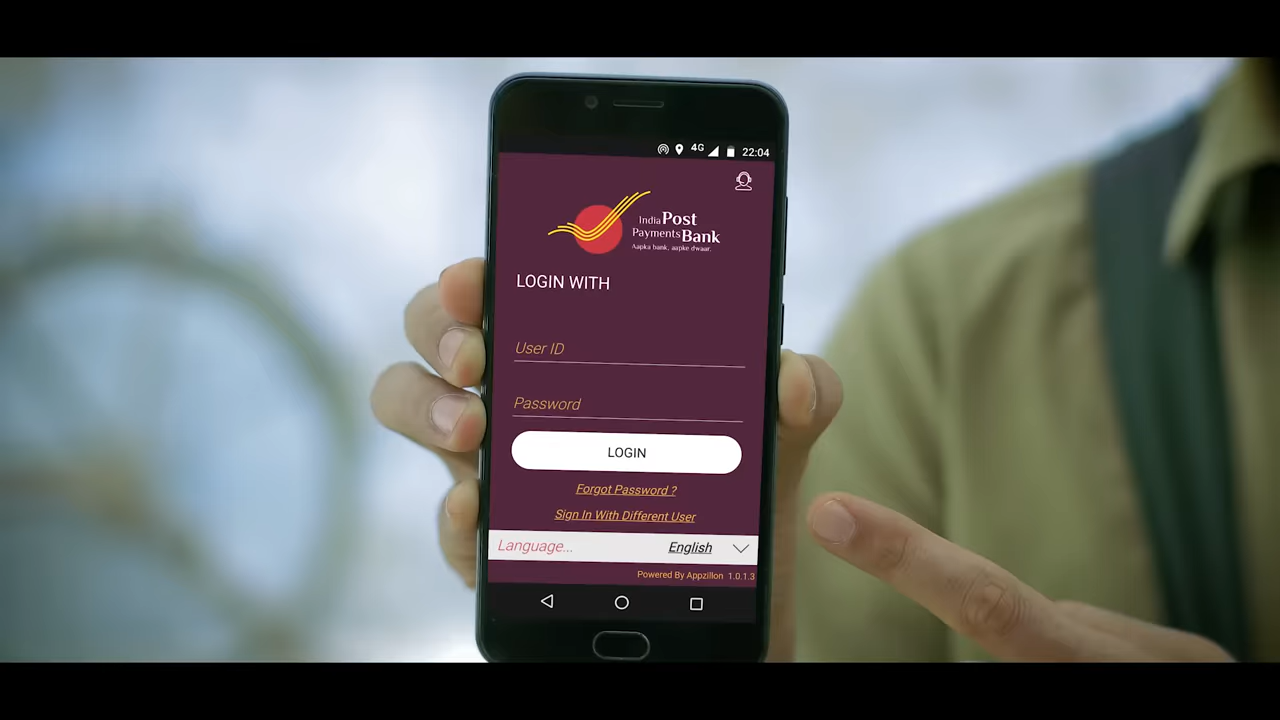 4G 22:04
India Post
Payments Bank
Aapka bank, aapke dwaar.
LOGIN WITH
User ID
Password
LOGIN
Forgot Password ?
Sign In With Different User
Language... English
Powered By Appzillon 1.0.1.3